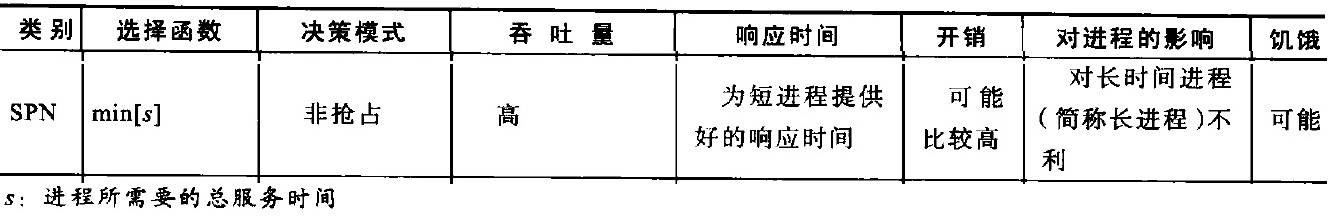 类别 选择函数 决策模式 吞吐量 响应时间 开销 对进程的影响 饥饿
对长时间进程
为短进程提供 可能
SPN min[s] 非抢占 高 (简称长进程)不 可能
好的响应时间 比较高
利
s: 进程所需要的总服务时间